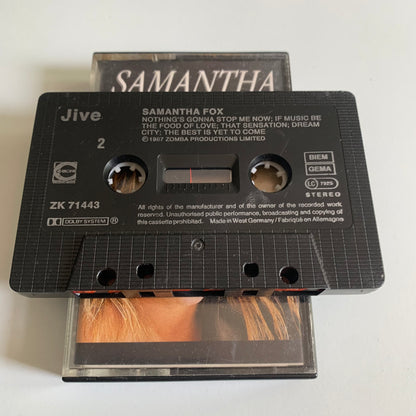 SAMANTHA
Jive
SAMANTHA FOX
NOTHING'S GONNA STOP ME NOW; IF MUSIC BE
THE FOOD OF LOVE; THAT SENSATION; DREAM
CITY: THE BEST IS YET TO COME
℗1987 ZOMBA PRODUCTIONS LIMITED
2
BIEM
GEMA
LC 7925
STEREO
ZK 71443
DOLBY SYSTEM ®
All rights of the manufacturer and of the owner of the recorded work
reserved. Unauthorised public performance, broadcasting and copying of
this cassette prohibited. Made in West Germany / Fabriqué en Allemagne